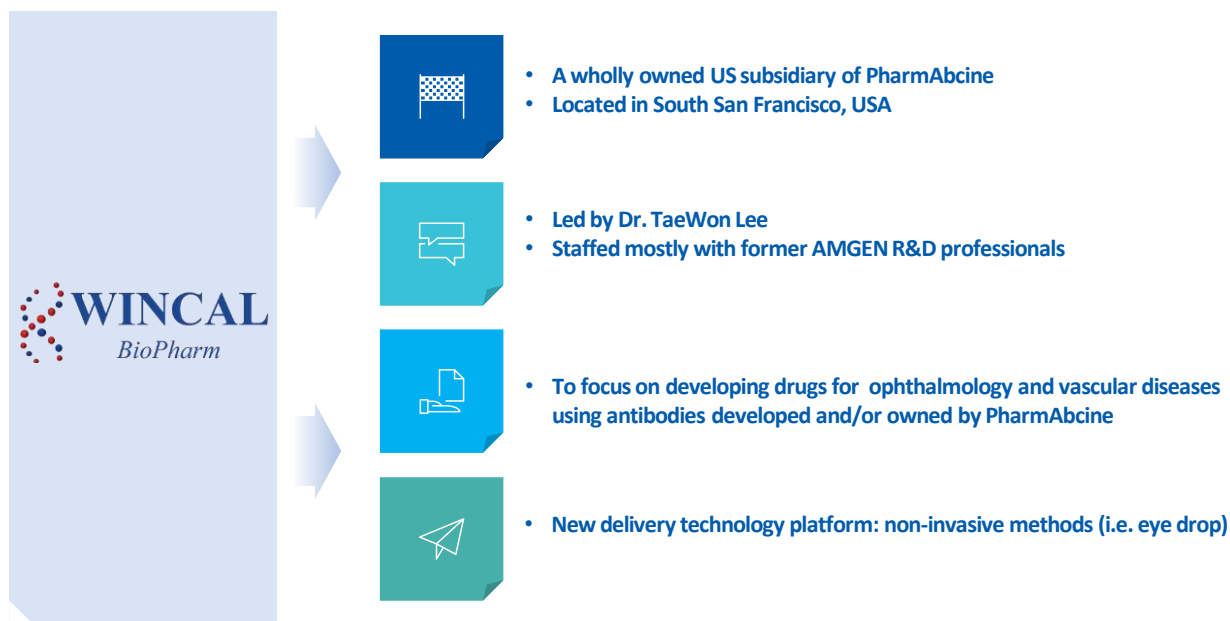 WINCAL
BioPharm
• A wholly owned US subsidiary of PharmAbcine
• Located in South San Francisco, USA
• Led by Dr. TaeWon Lee
• Staffed mostly with former AMGEN R&D professionals
• To focus on developing drugs for ophthalmology and vascular diseases
using antibodies developed and/or owned by PharmAbcine
• New delivery technology platform: non-invasive methods (i.e. eye drop)